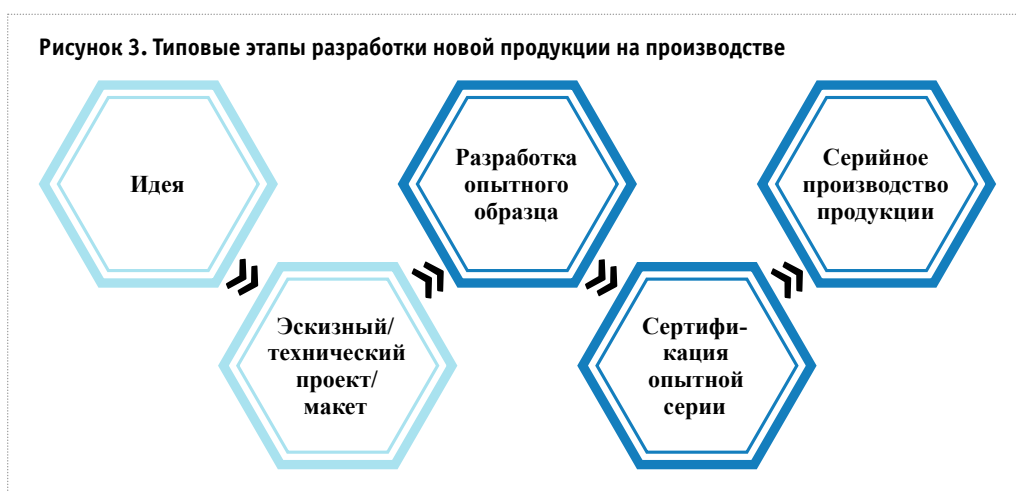 Рисунок 3. Типовые этапы разработки новой продукции на производстве
Идея
Эскизный/
технический
проект/
макет
Разработка
опытного
образца
Сертифи-
кация
опытной
серии
Серийное
производство
продукции